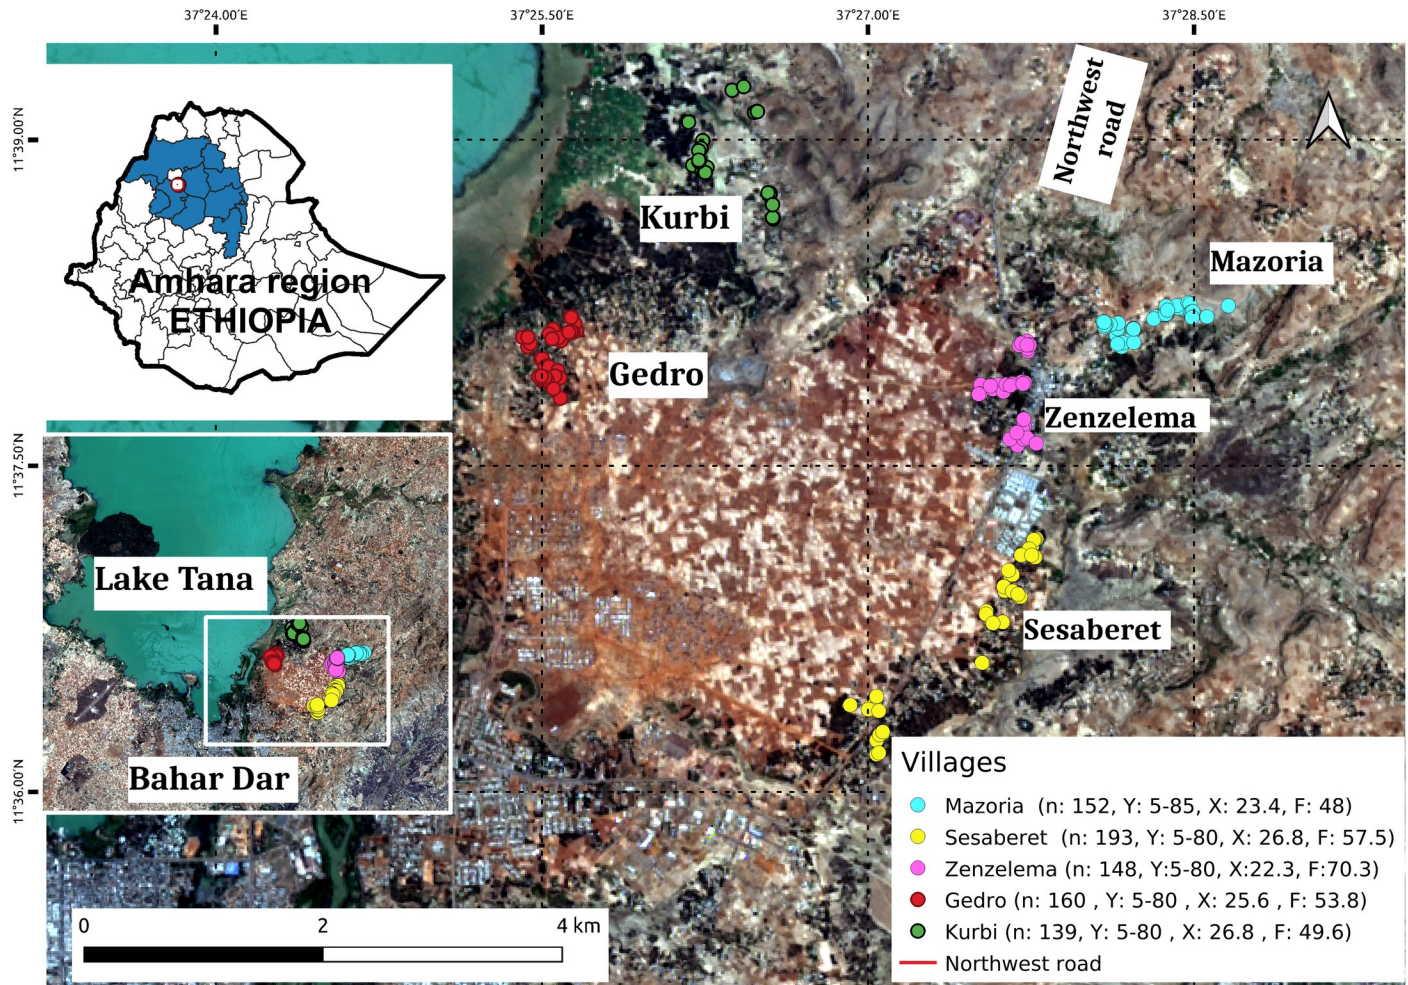 37°24.00′E
37°25.50′E
37°27.00′E
37°28.50′E
11°39.00′N
11°37.50′N
11°36.00′N
Northwest
road
Kurbi
Mazoria
Gedro
Zenzelema
Sesaberet
Amhara region
ETHIOPIA
Lake Tana
Bahar Dar
Villages
Mazoria (n: 152, Y: 5-85, X: 23.4, F: 48)
Sesaberet (n: 193, Y: 5-80, X: 26.8, F: 57.5)
Zenzelema (n: 148, Y:5-80, X:22.3, F:70.3)
Gedro (n: 160 , Y: 5-80 , X: 25.6 , F: 53.8)
Kurbi (n: 139, Y: 5-80 , X: 26.8 , F: 49.6)
Northwest road
0 2 4 km